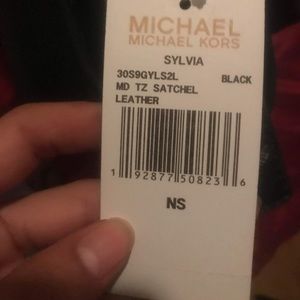 MICHAEL
MICHAEL KORS
SYLVIA
30S9GYLS2L BLACK
MD TZ SATCHEL
LEATHER
1 92877 50823 6
NS